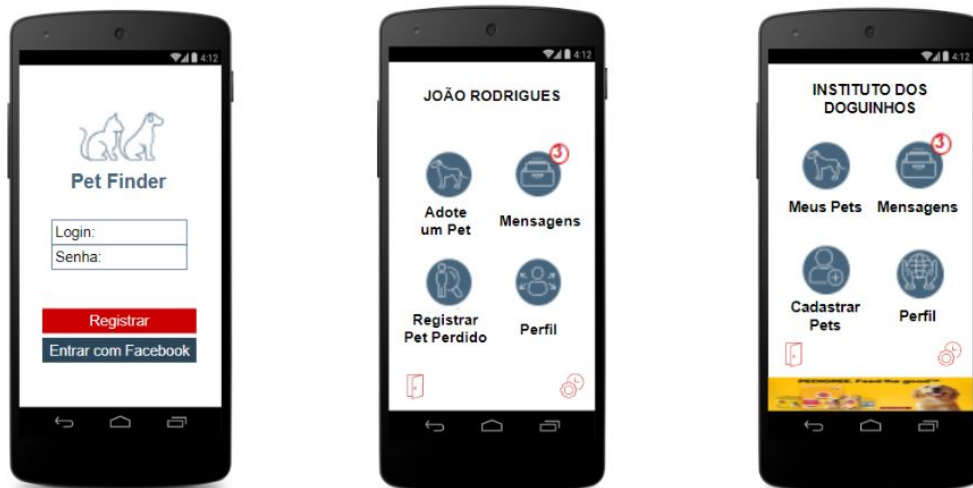 4:12
Pet Finder
Login:
Senha:
Registrar
Entrar com Facebook
4:12
JOÃO RODRIGUES
3
Adote
um Pet
Mensagens
Registrar
Pet Perdido
Perfil
4:12
INSTITUTO DOS
DOGUINHOS
3
Meus Pets
Mensagens
Cadastrar
Pets
Perfil
PEDIGREE. Feed the good™